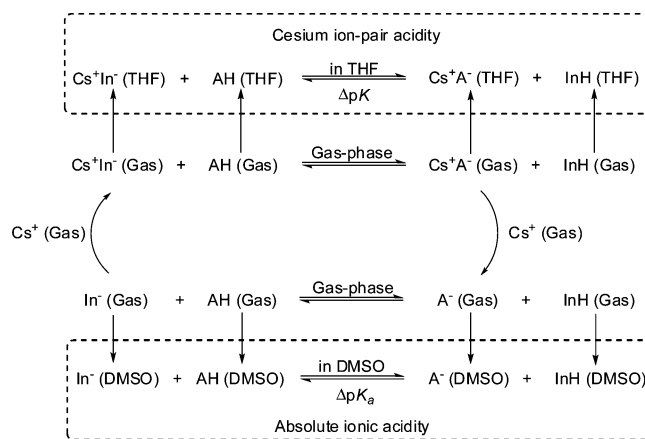 Cesium ion-pair acidity
Cs⁺In⁻ (THF) + AH (THF) in THF Cs⁺A⁻ (THF) + InH (THF)
ΔpK
Cs⁺In⁻ (Gas) + AH (Gas) Gas-phase Cs⁺A⁻ (Gas) + InH (Gas)
Cs⁺ (Gas) Cs⁺ (Gas)
In⁻ (Gas) + AH (Gas) Gas-phase A⁻ (Gas) + InH (Gas)
In⁻ (DMSO) + AH (DMSO) in DMSO A⁻ (DMSO) + InH (DMSO)
ΔpKₐ
Absolute ionic acidity